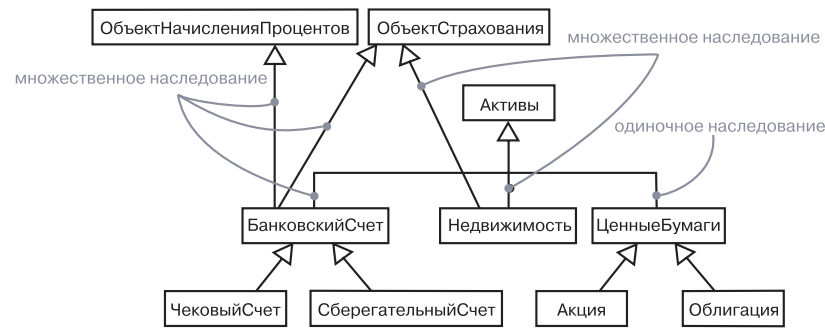 ОбъектНачисленияПроцентов
ОбъектСтрахования
множественное наследование
множественное наследование
Активы
одиночное наследование
БанковскийСчет
Недвижимость
ЦенныеБумаги
ЧековыйСчет
СберегательныйСчет
Акция
Облигация